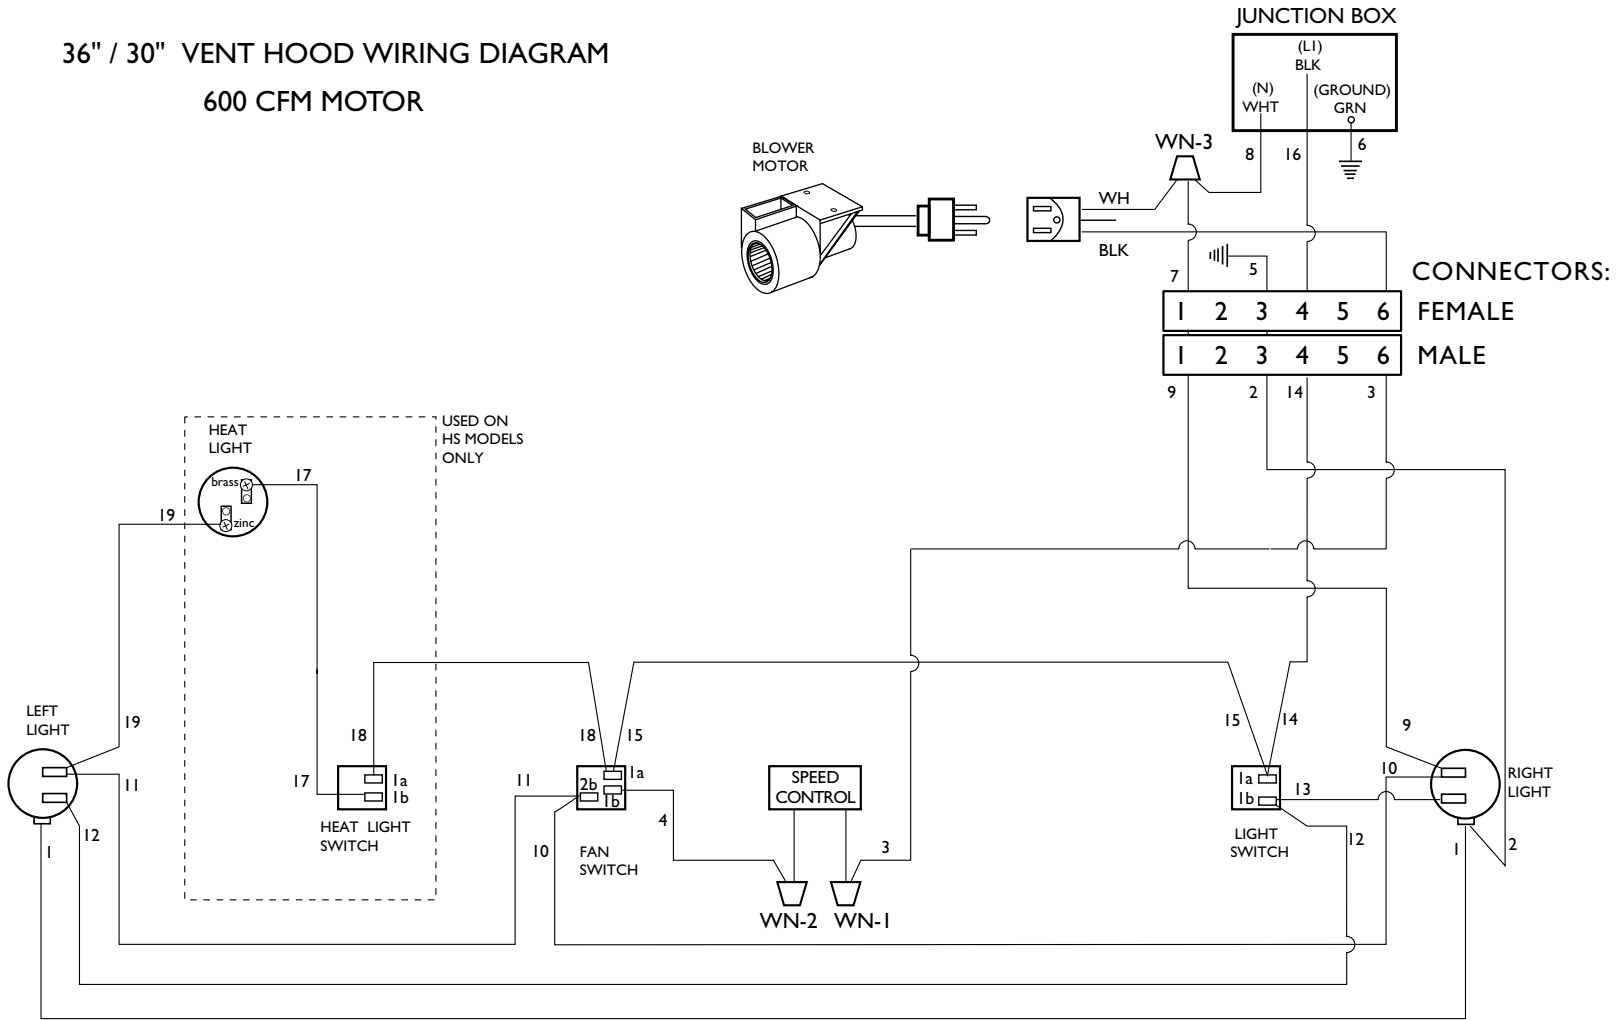 JUNCTION BOX
36" / 30" VENT HOOD WIRING DIAGRAM
600 CFM MOTOR
(L1)
BLK
(N)
WHT
(GROUND)
GRN
WN-3
8
16
6
BLOWER
MOTOR
WH
BLK
7
5
CONNECTORS:
1 2 3 4 5 6 FEMALE
1 2 3 4 5 6 MALE
9
2
14
3
USED ON
HS MODELS
ONLY
HEAT
LIGHT
brass
17
zinc
19
LEFT
LIGHT
19
11
12
1
18
17
1a
1b
HEAT LIGHT
SWITCH
18
15
11
2b
1a
1b
4
10
FAN
SWITCH
SPEED
CONTROL
3
WN-2
WN-1
15
14
1a
1b
13
LIGHT
SWITCH
12
9
10
RIGHT
LIGHT
1
2